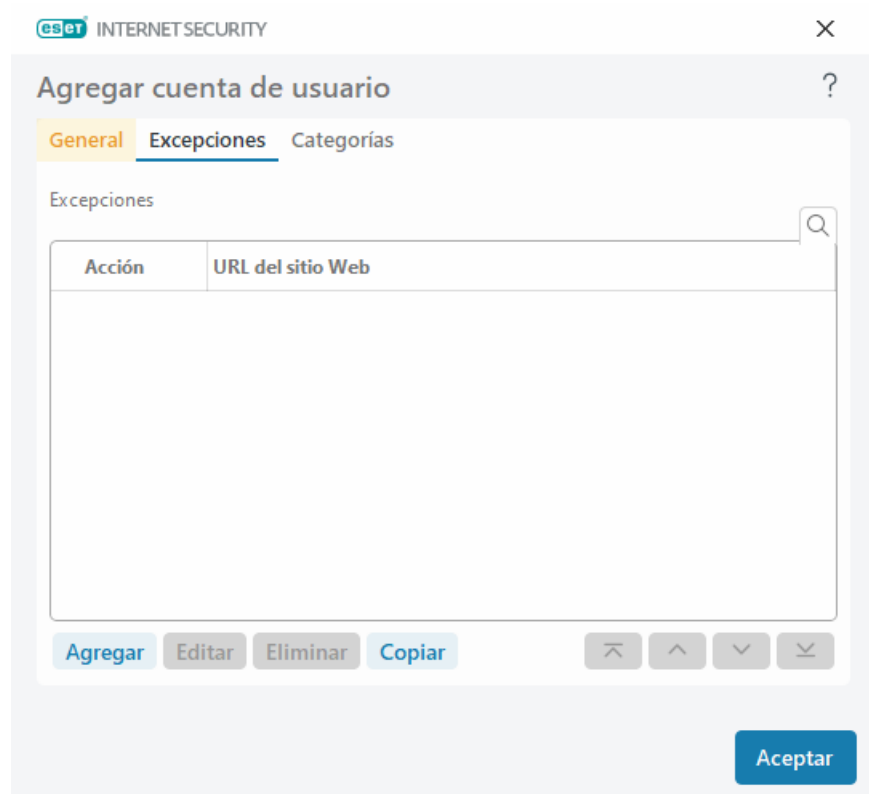 eset INTERNET SECURITY
Agregar cuenta de usuario ?
General Excepciones Categorías
Excepciones
Acción URL del sitio Web
Agregar Editar Eliminar Copiar
Aceptar